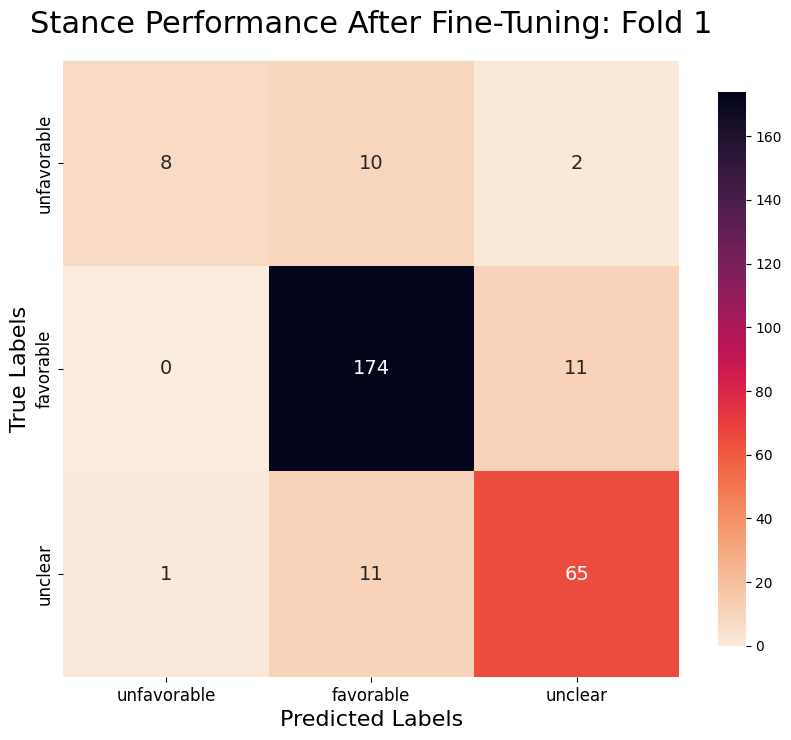 Stance Performance After Fine-Tuning: Fold 1
True Labels
unfavorable
favorable
unclear
8 10 2
0 174 11
1 11 65
unfavorable favorable unclear
Predicted Labels
160
140
120
100
80
60
40
20
0